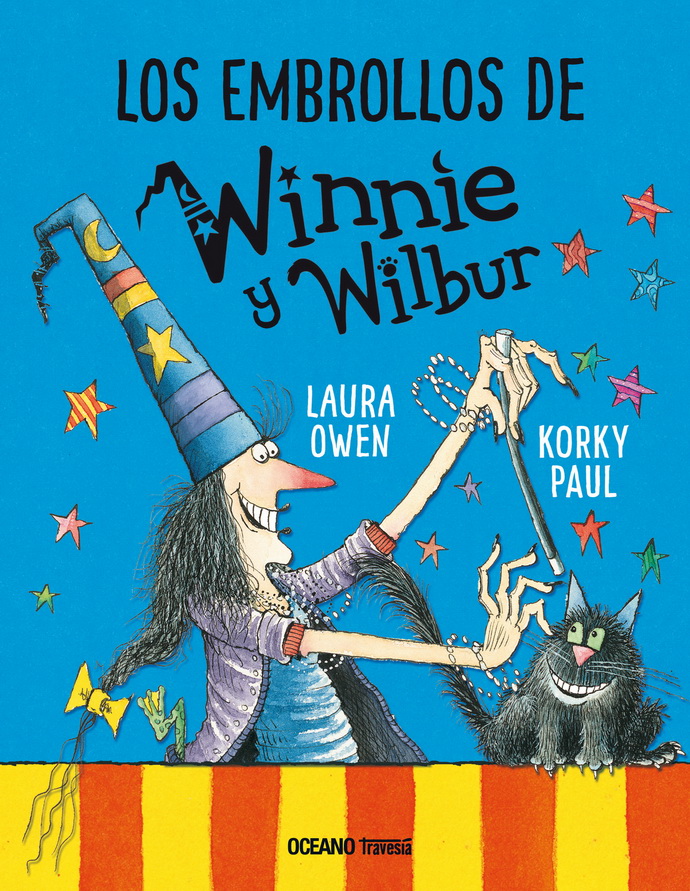 LOS EMBROLLOS DE
Winnie
y Wilbur
LAURA
OWEN
KORKY
PAUL
OCEANO travesía